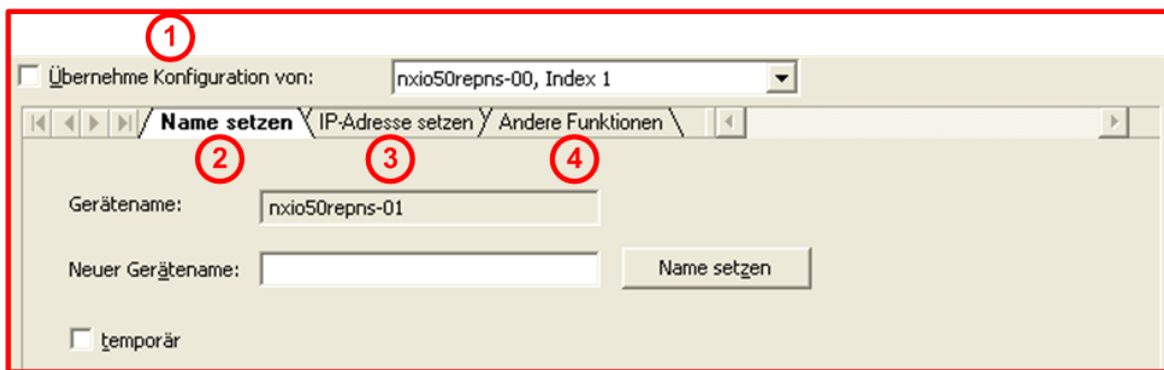 1
Übernehme Konfiguration von: nxio50repns-00, Index 1
Name setzen IP-Adresse setzen Andere Funktionen
2 3 4
Gerätename: nxio50repns-01
Neuer Gerätename: Name setzen
temporär